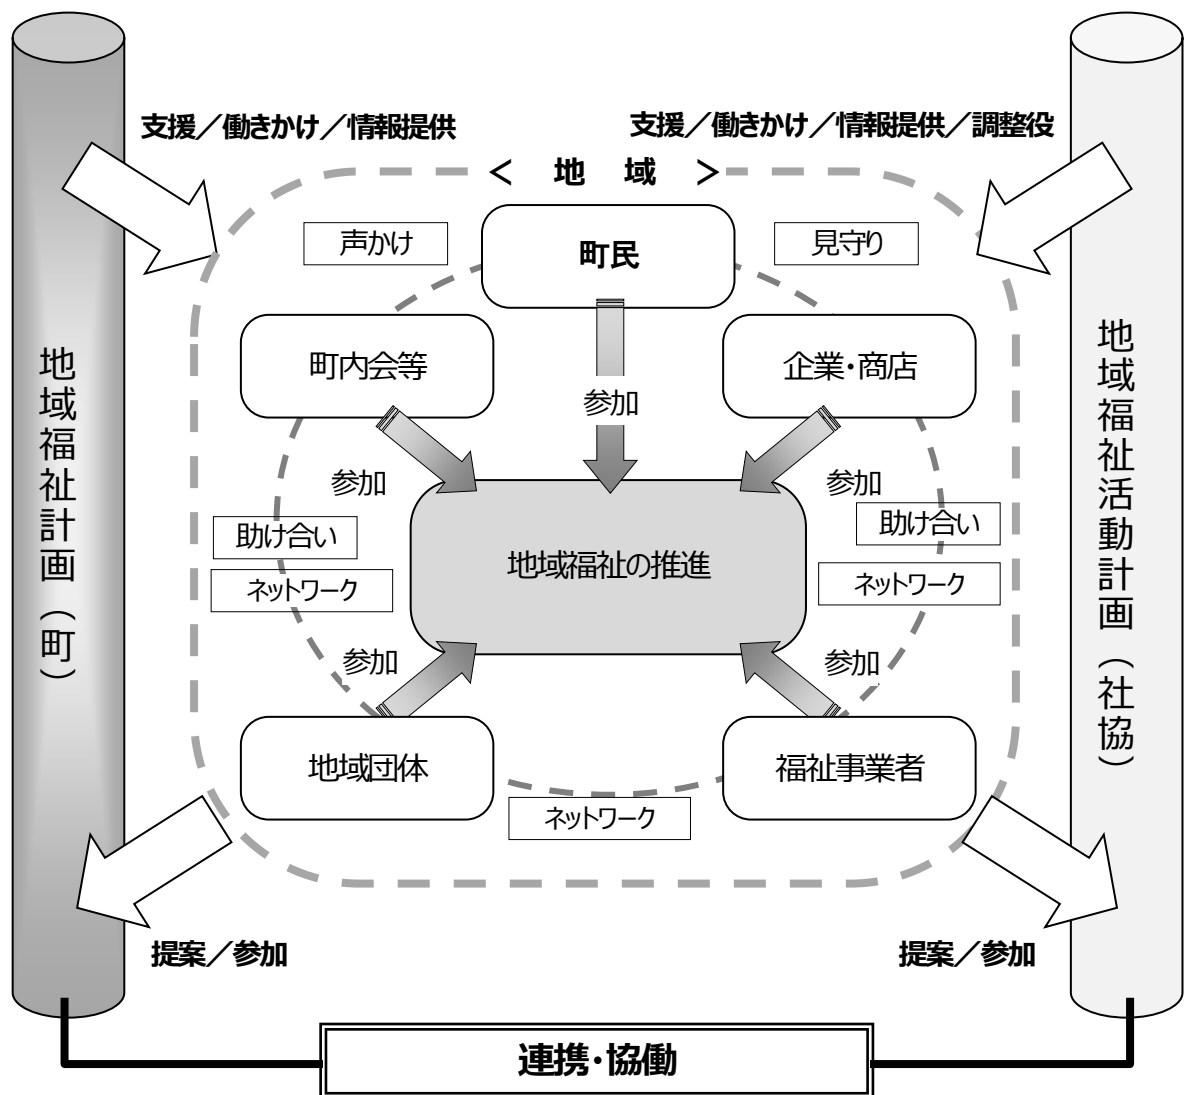 支援／働きかけ／情報提供
支援／働きかけ／情報提供／調整役
＜　地　域　＞
声かけ
町民
見守り
町内会等
企業・商店
参加
参加
参加
助け合い
ネットワーク
助け合い
ネットワーク
地域福祉の推進
参加
参加
地域団体
福祉事業者
ネットワーク
地域福祉計画（町）
地域福祉活動計画（社協）
提案／参加
提案／参加
連携・協働